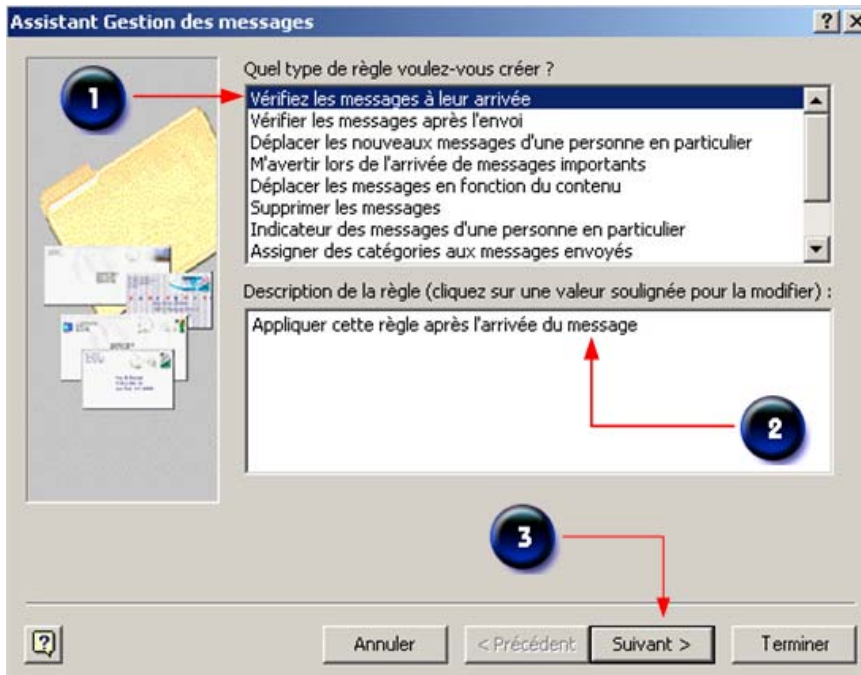 Assistant Gestion des messages
1
Quel type de règle voulez-vous créer ?
Vérifiez les messages à leur arrivée
Vérifier les messages après l'envoi
Déplacer les nouveaux messages d'une personne en particulier
M'avertir lors de l'arrivée de messages importants
Déplacer les messages en fonction du contenu
Supprimer les messages
Indicateur des messages d'une personne en particulier
Assigner des catégories aux messages envoyés
Description de la règle (cliquez sur une valeur soulignée pour la modifier) :
Appliquer cette règle après l'arrivée du message
2
3
Annuler
< Précédent
Suivant >
Terminer